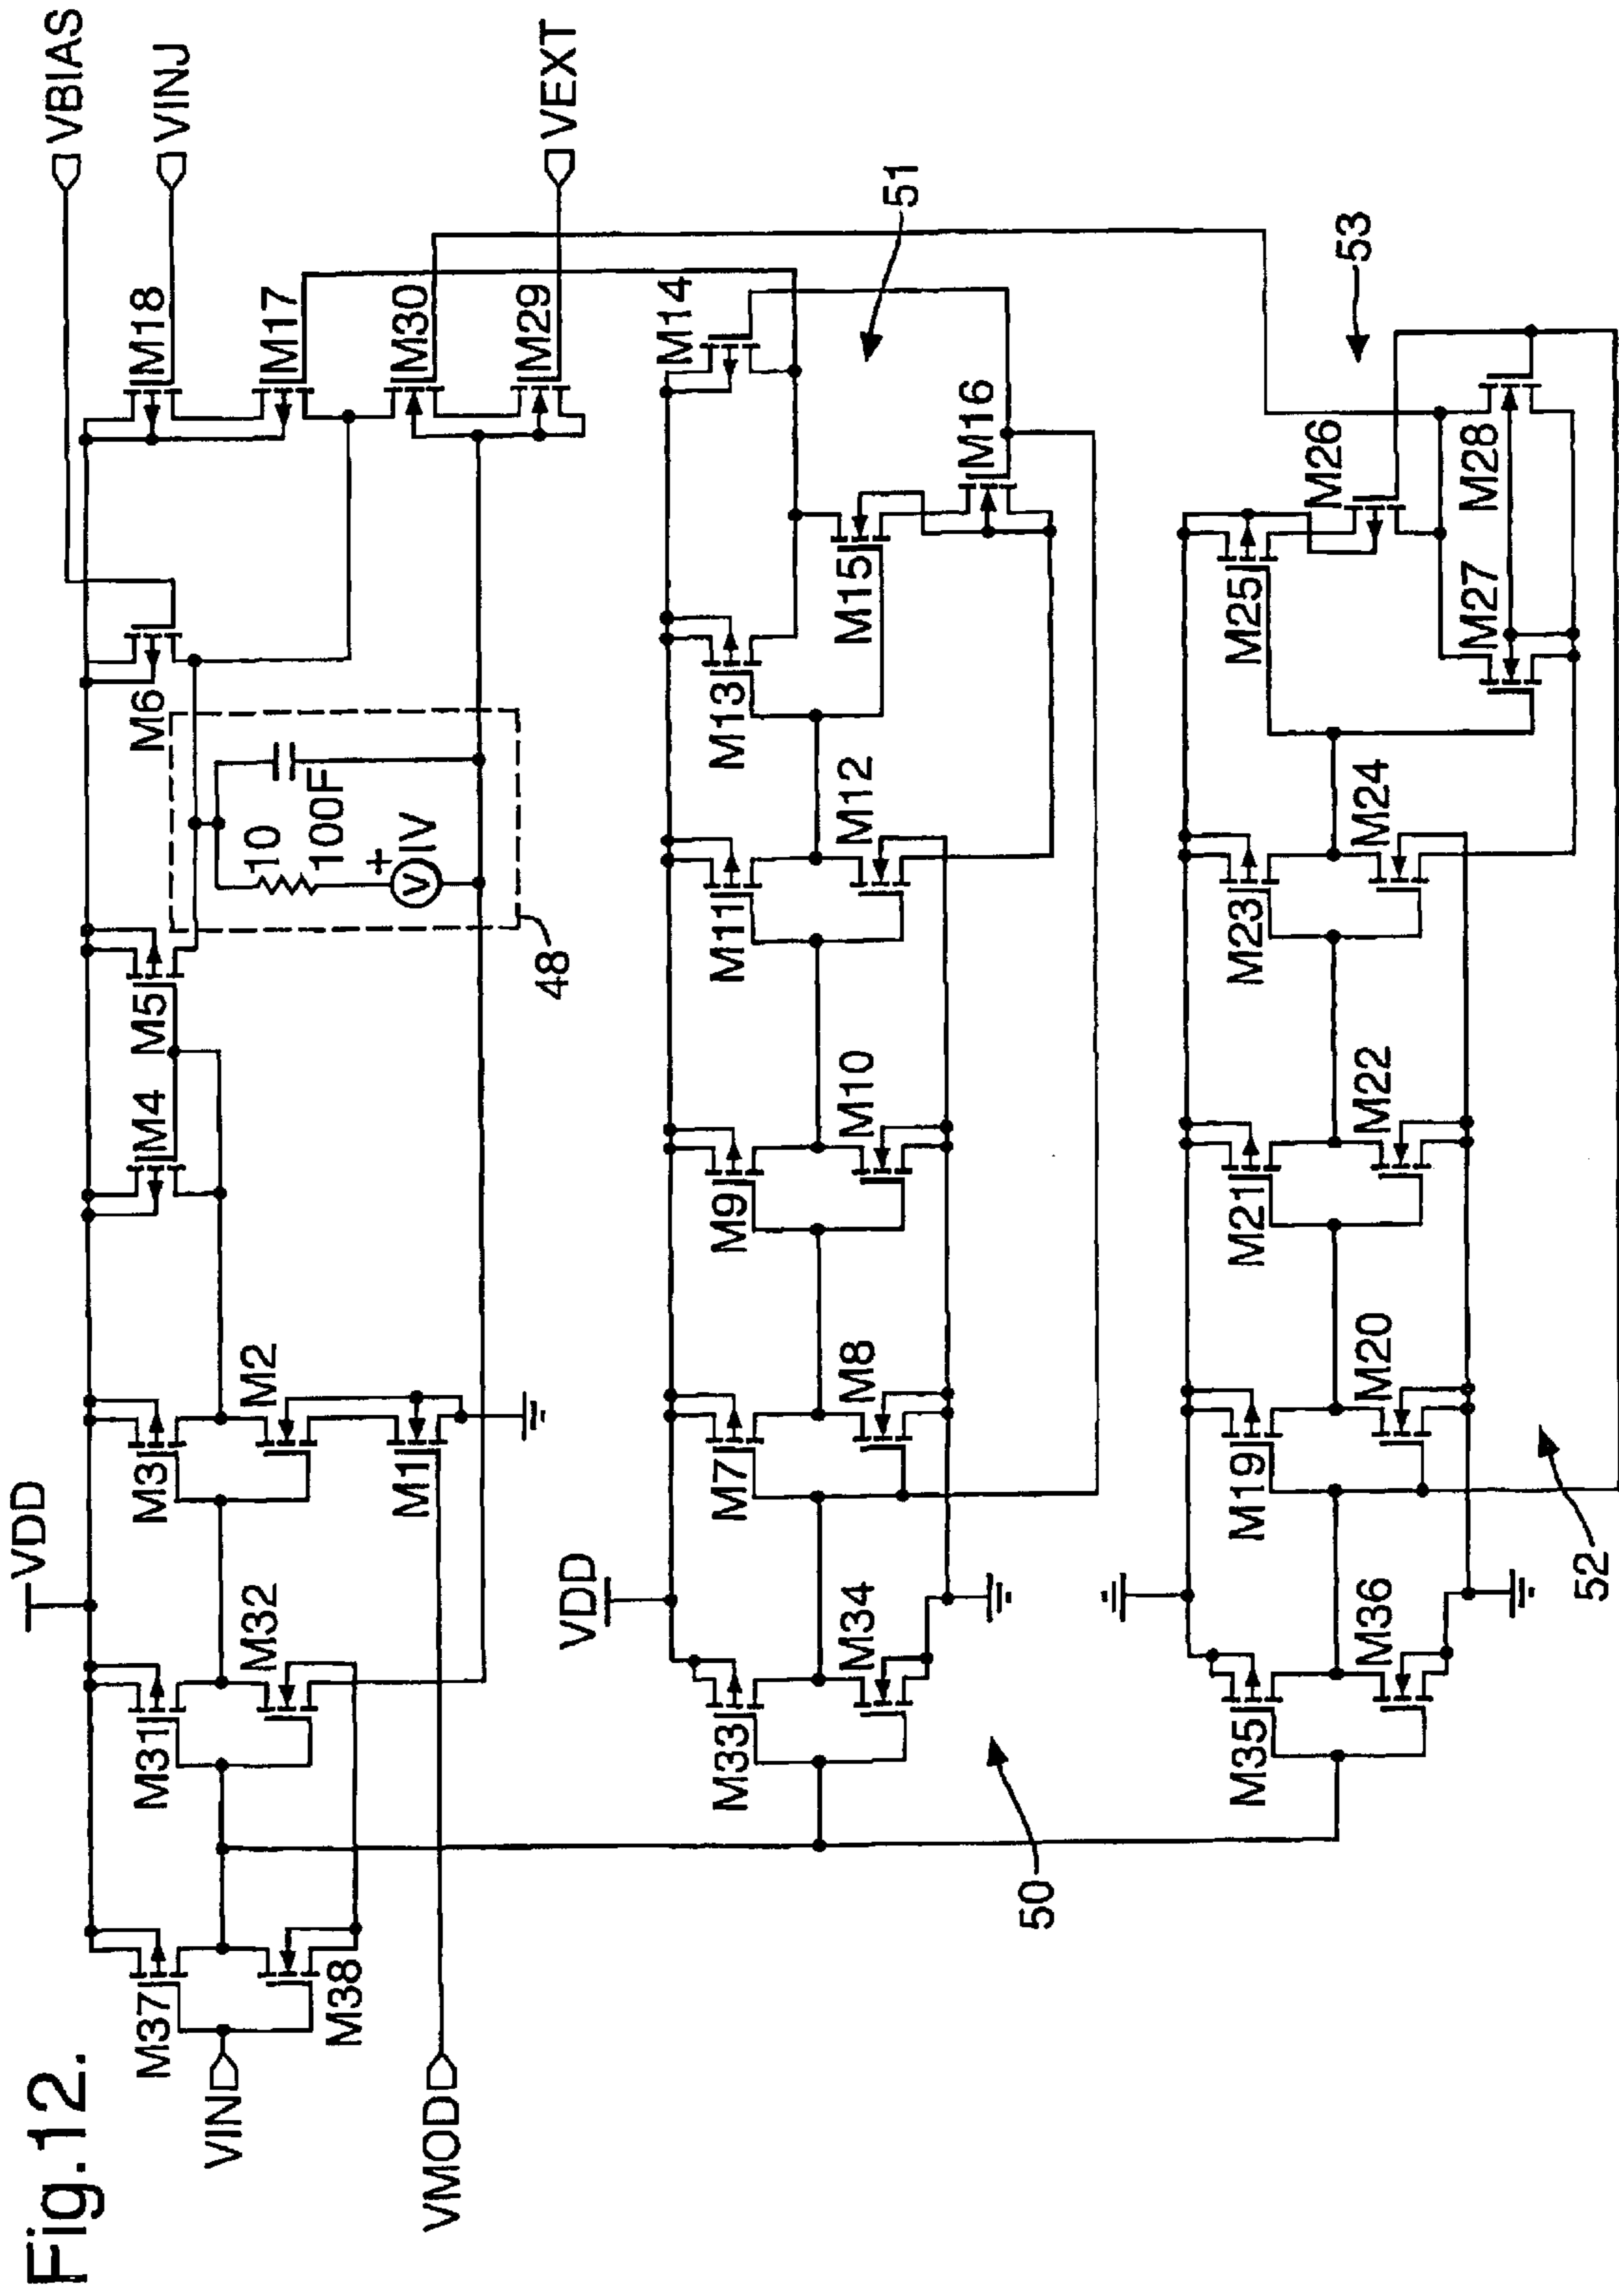 Fig.12.
VDD
VBIAS
VINJ
VEXT
VIN
VMOD
M37
M38
M31
M32
M3
M2
M1
M4
M5
M6
M18
M17
M30
M29
10
100F
+
V
1V
48
VDD
M33
M34
M7
M8
M9
M10
M11
M12
M13
M14
M15
M16
50
51
M35
M36
M19
M20
M21
M22
M23
M24
M25
M26
M27
M28
52
53